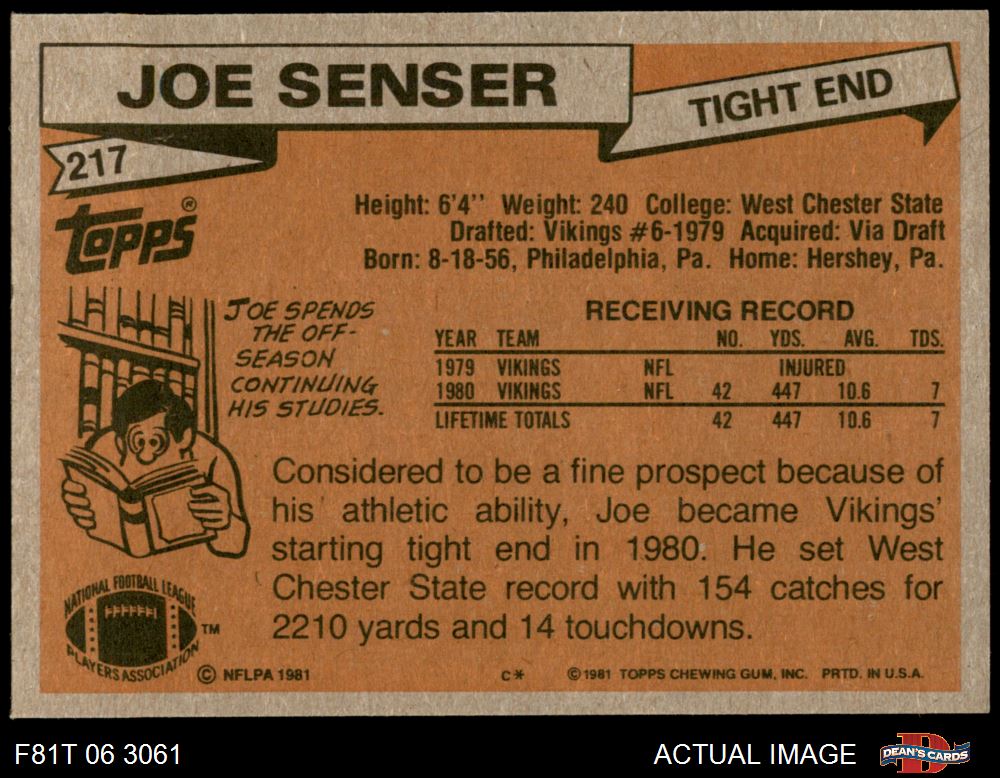 JOE SENSER
TIGHT END
217
Topps®
Height: 6'4'' Weight: 240 College: West Chester State
Drafted: Vikings #6-1979 Acquired: Via Draft
Born: 8-18-56, Philadelphia, Pa. Home: Hershey, Pa.
JOE SPENDS
THE OFF-
SEASON
CONTINUING
HIS STUDIES.
RECEIVING RECORD
YEAR TEAM NO. YDS. AVG. TDS.
1979 VIKINGS NFL INJURED
1980 VIKINGS NFL 42 447 10.6 7
LIFETIME TOTALS 42 447 10.6 7
Considered to be a fine prospect because of
his athletic ability, Joe became Vikings'
starting tight end in 1980. He set West
Chester State record with 154 catches for
2210 yards and 14 touchdowns.
NATIONAL FOOTBALL LEAGUE
PLAYERS ASSOCIATION
TM
© NFLPA 1981
C*
© 1981 TOPPS CHEWING GUM, INC. PRTD. IN U.S.A.
F81T 06 3061
ACTUAL IMAGE
D
DEAN'S CARDS